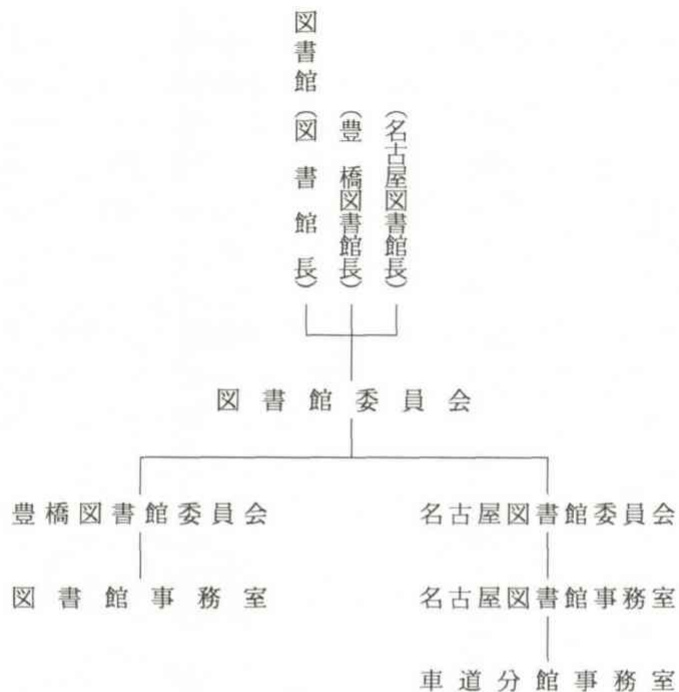 図書館（図書館長）
（豊橋図書館長）
（名古屋図書館長）
図書館委員会
豊橋図書館委員会
名古屋図書館委員会
図書館事務室
名古屋図書館事務室
車道分館事務室